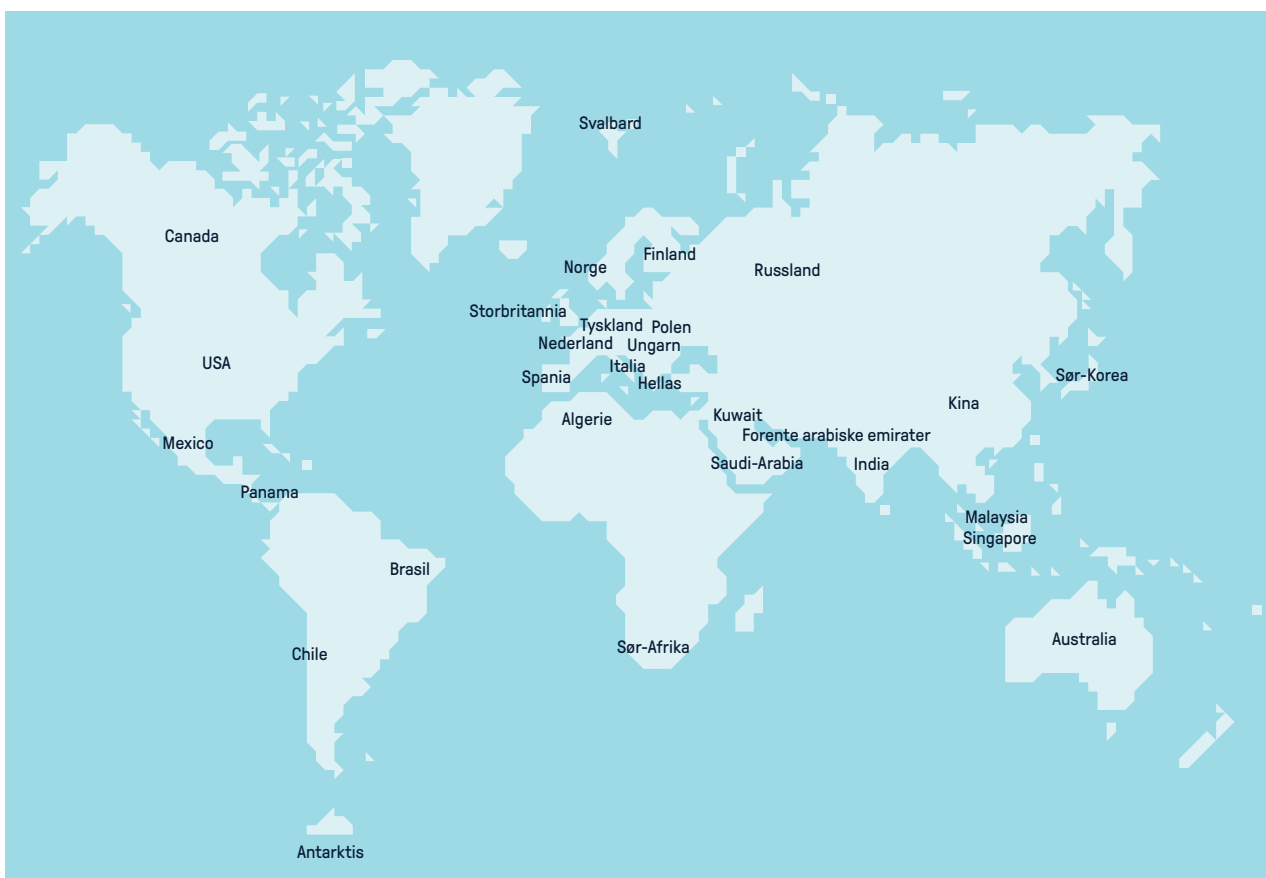 Svalbard
Canada
Finland
Norge
Russland
Storbritannia
Tyskland
Polen
Nederland
Ungarn
USA
Italia
Spania
Hellas
Sør-Korea
Kina
Algerie
Kuwait
Forente arabiske emirater
Mexico
Saudi-Arabia
India
Panama
Malaysia
Singapore
Brasil
Australia
Sør-Afrika
Chile
Antarktis